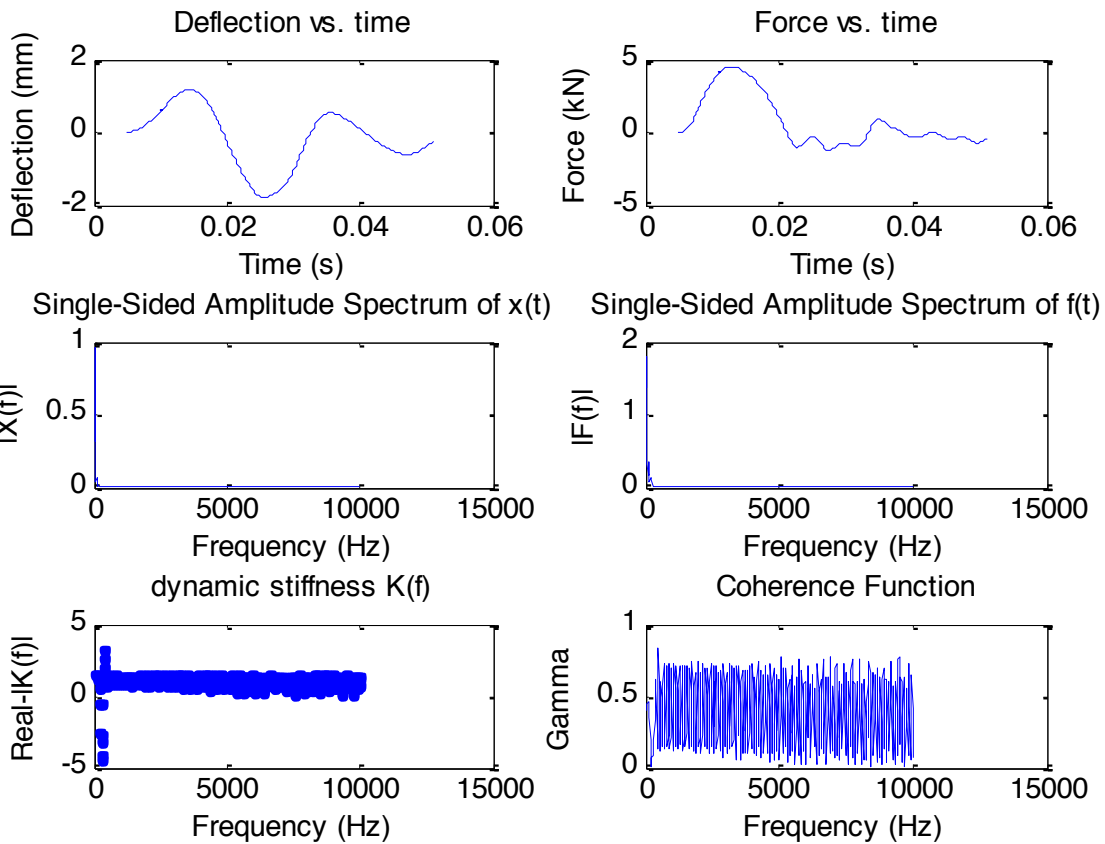 Deflection vs. time
Deflection (mm)
2
0
-2
0 0.02 0.04 0.06
Time (s)
Force vs. time
Force (kN)
5
0
-5
0 0.02 0.04 0.06
Time (s)
Single-Sided Amplitude Spectrum of x(t)
|X(f)|
1
0.5
0
0 5000 10000 15000
Frequency (Hz)
Single-Sided Amplitude Spectrum of f(t)
|F(f)|
2
1
0
0 5000 10000 15000
Frequency (Hz)
dynamic stiffness K(f)
Real-|K(f)|
5
0
-5
0 5000 10000 15000
Frequency (Hz)
Coherence Function
Gamma
1
0.5
0
0 5000 10000 15000
Frequency (Hz)